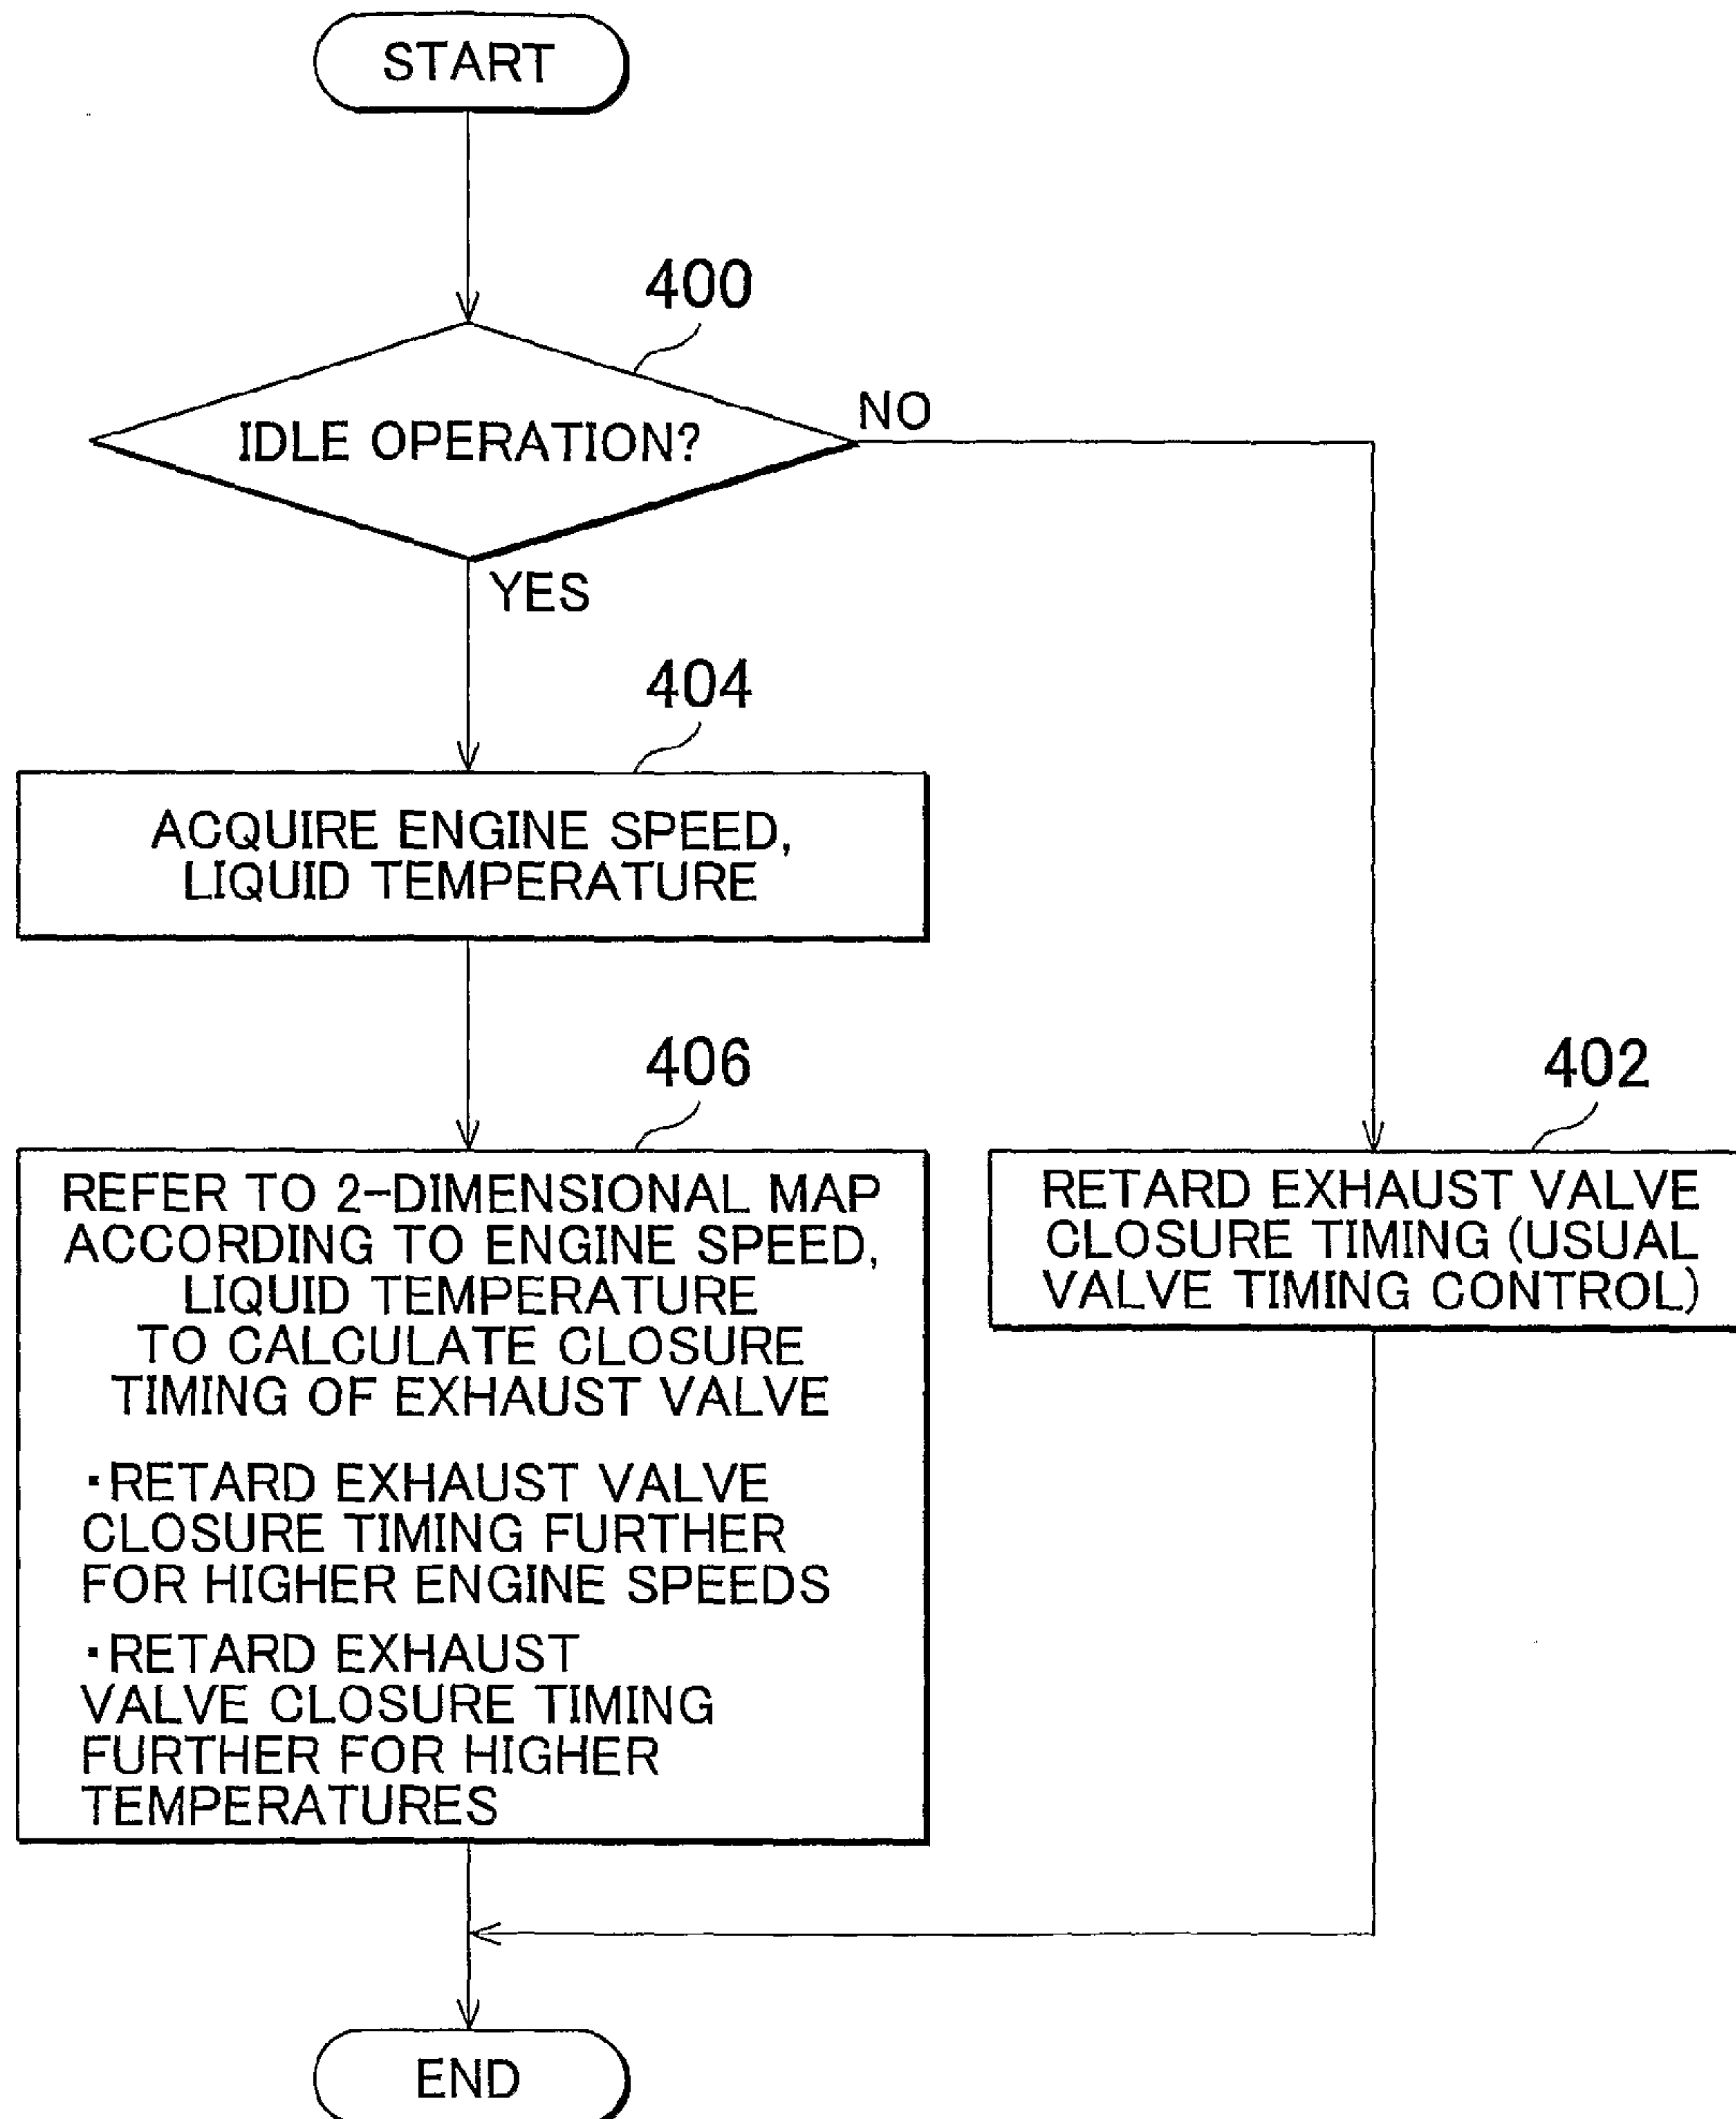 START
400
IDLE OPERATION?
NO
YES
404
ACQUIRE ENGINE SPEED,
LIQUID TEMPERATURE
406
REFER TO 2-DIMENSIONAL MAP
ACCORDING TO ENGINE SPEED,
LIQUID TEMPERATURE
TO CALCULATE CLOSURE
TIMING OF EXHAUST VALVE
・RETARD EXHAUST VALVE
CLOSURE TIMING FURTHER
FOR HIGHER ENGINE SPEEDS
・RETARD EXHAUST
VALVE CLOSURE TIMING
FURTHER FOR HIGHER
TEMPERATURES
402
RETARD EXHAUST VALVE
CLOSURE TIMING (USUAL
VALVE TIMING CONTROL)
END